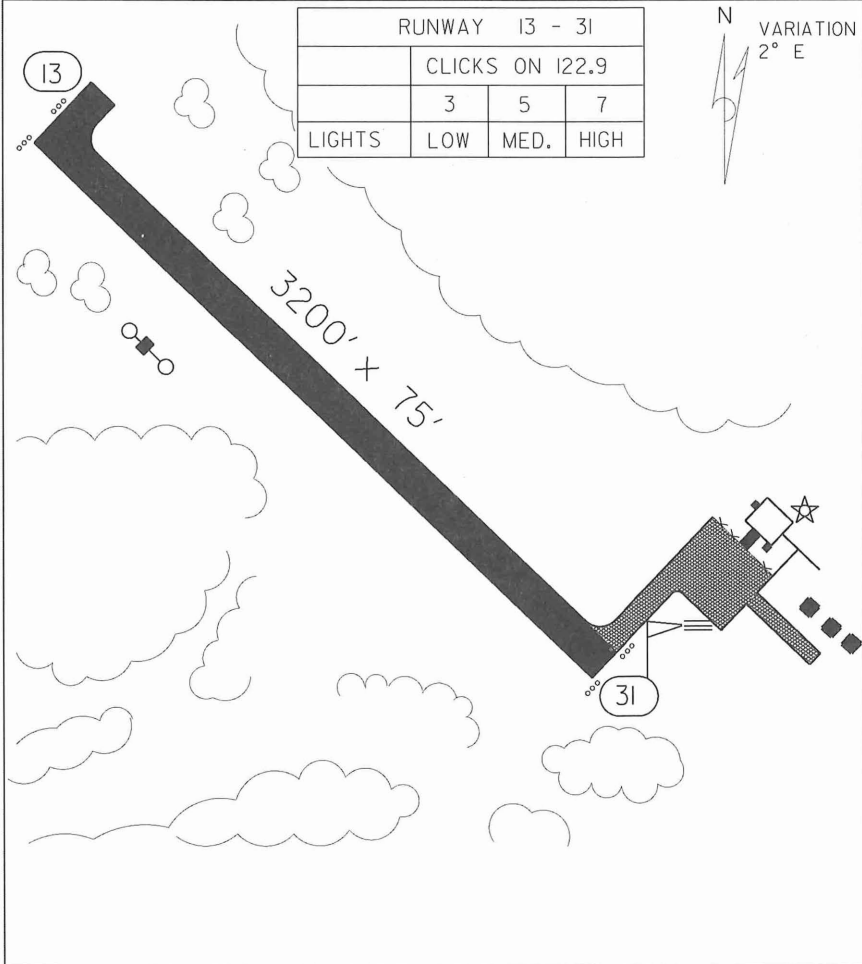 RUNWAY 13 - 31
CLICKS ON 122.9
3 5 7
LIGHTS LOW MED. HIGH
N
VARIATION
2° E
13
3200' X 75'
31